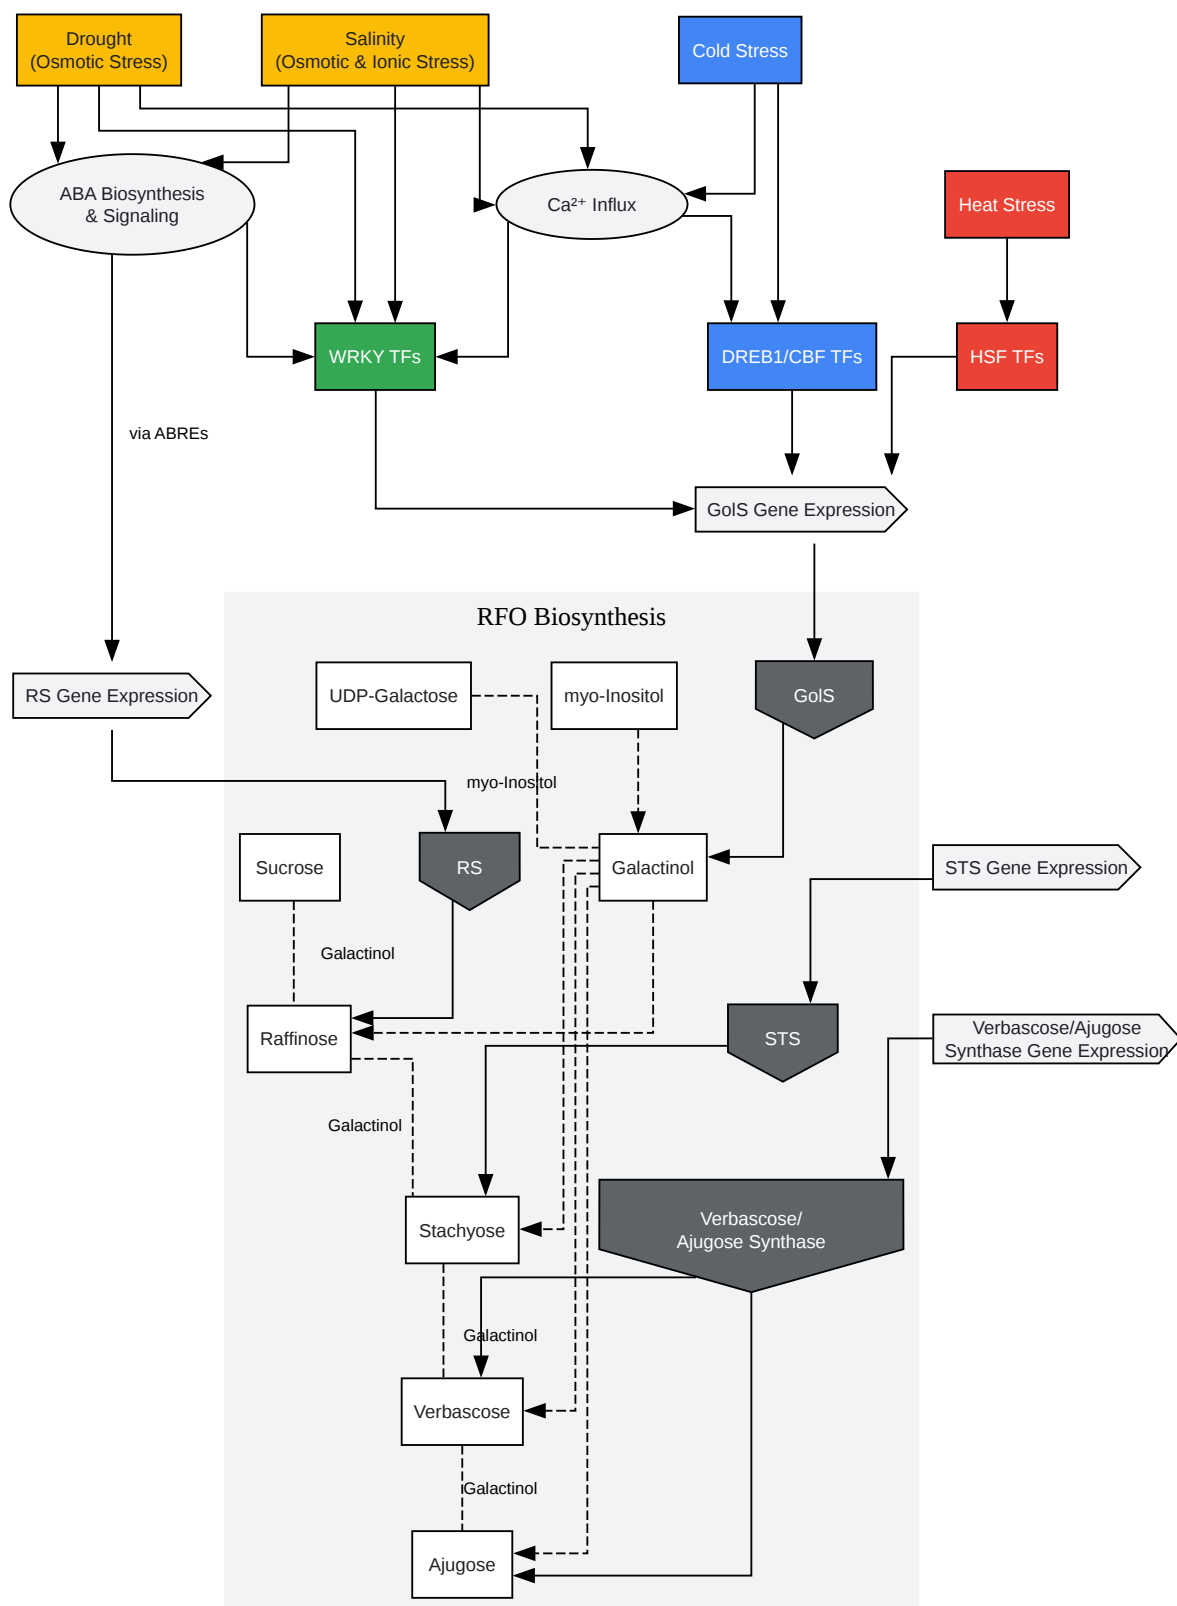 Drought
(Osmotic Stress)
Salinity
(Osmotic & Ionic Stress)
Cold Stress
ABA Biosynthesis
& Signaling
Ca²⁺ Influx
Heat Stress
WRKY TFs
DREB1/CBF TFs
HSF TFs
via ABREs
GolS Gene Expression
RFO Biosynthesis
RS Gene Expression
UDP-Galactose
myo-Inositol
GolS
myo-Inositol
Sucrose
RS
Galactinol
STS Gene Expression
Galactinol
Raffinose
STS
Verbascose/Ajugose
Synthase Gene Expression
Galactinol
Stachyose
Verbascose/
Ajugose Synthase
Galactinol
Verbascose
Galactinol
Ajugose